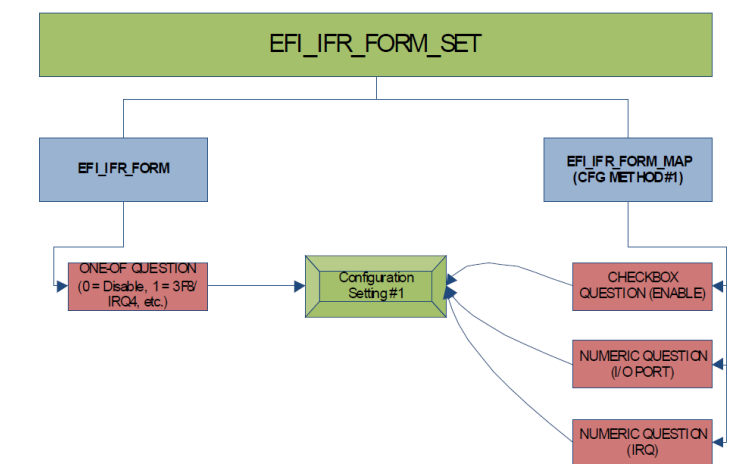 EFI_IFR_FORM_SET
EFI_IFR_FORM
EFI_IFR_FORM_MAP
(CFG METHOD#1)
ONE-OF QUESTION
(0 = Disable, 1 = 3F8/
IRQ4, etc.)
Configuration
Setting #1
CHECKBOX
QUESTION (ENABLE)
NUMERIC QUESTION
(I/O PORT)
NUMERIC QUESTION
(IRQ)